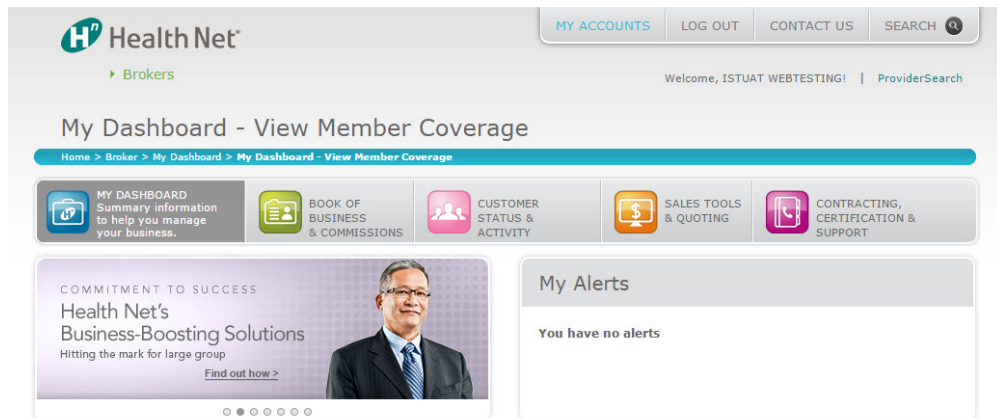 MY ACCOUNTS LOG OUT CONTACT US SEARCH
Health Net
Brokers
Welcome, ISTUAT WEBTESTING! | ProviderSearch
My Dashboard - View Member Coverage
Home > Broker > My Dashboard > My Dashboard - View Member Coverage
MY DASHBOARD
Summary information
to help you manage
your business.
BOOK OF
BUSINESS
& COMMISSIONS
CUSTOMER
STATUS &
ACTIVITY
SALES TOOLS
& QUOTING
CONTRACTING,
CERTIFICATION &
SUPPORT
COMMITMENT TO SUCCESS
Health Net's
Business-Boosting Solutions
Hitting the mark for large group
Find out how >
My Alerts
You have no alerts